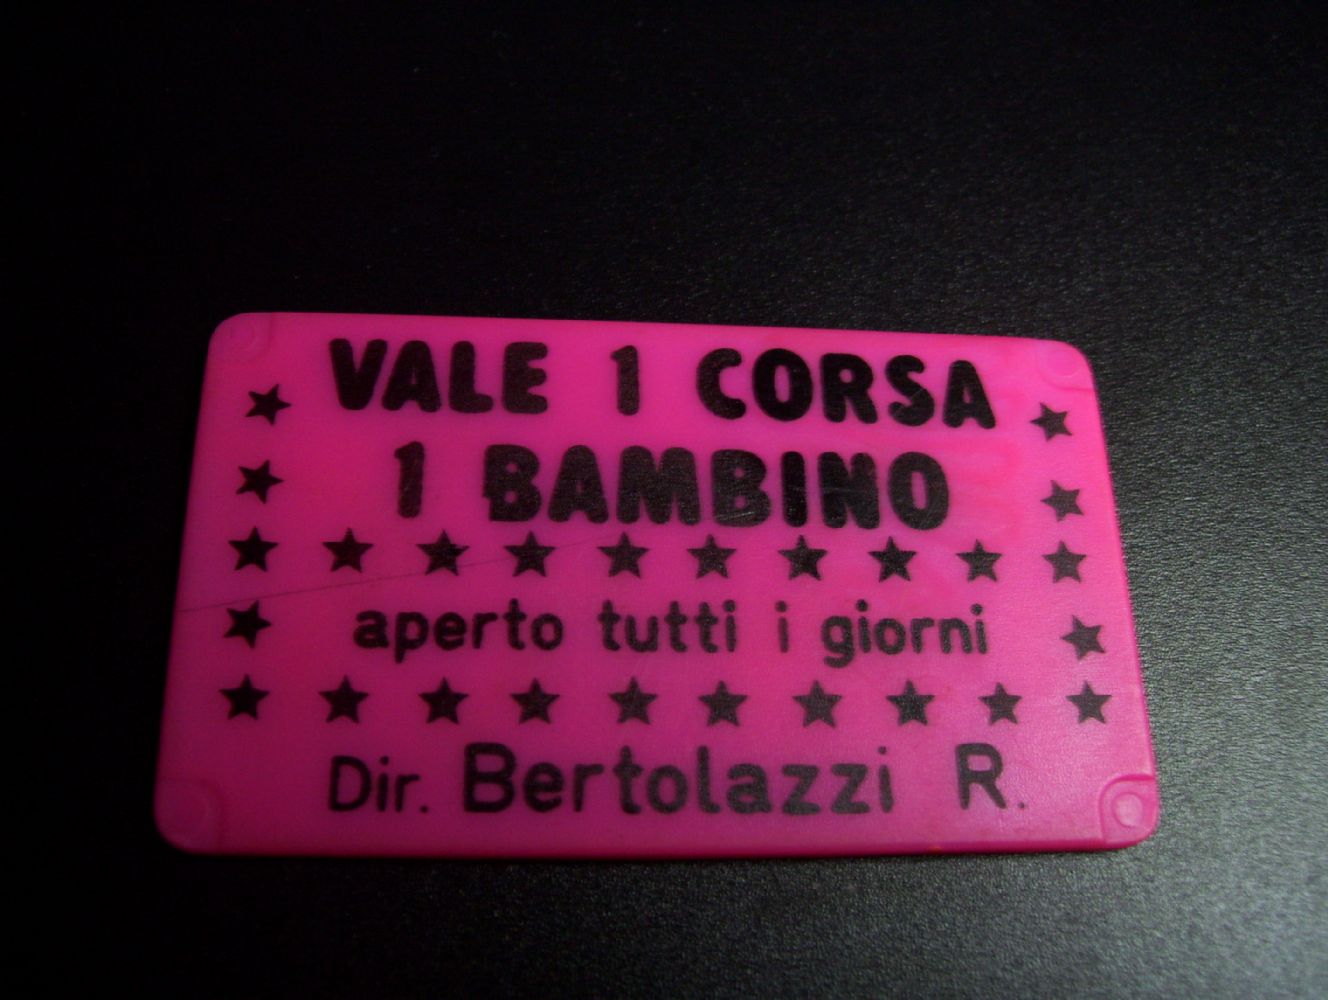 VALE 1 CORSA
1 BAMBINO
aperto tutti i giorni
Dir. Bertolazzi R.